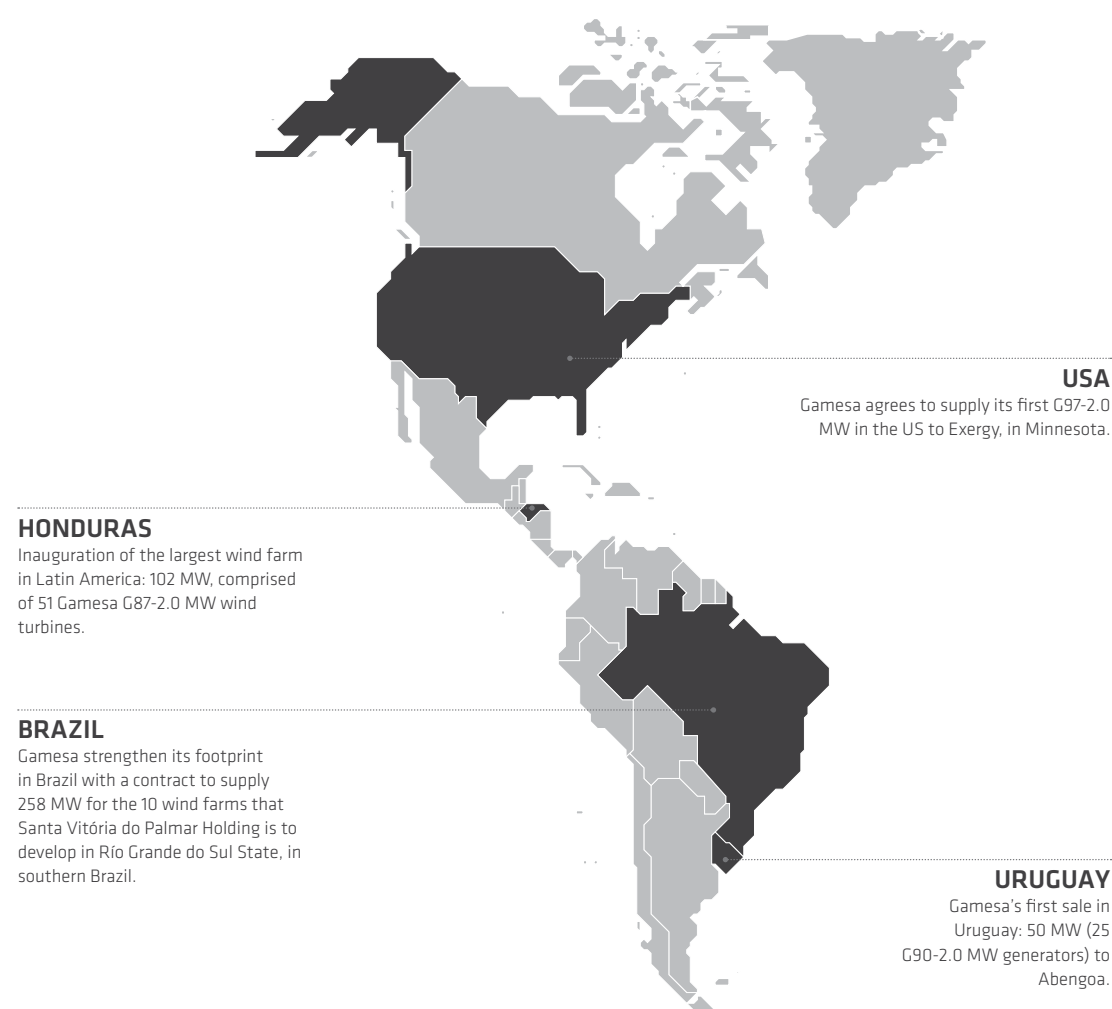 USA
Gamesa agrees to supply its first G97-2.0
MW in the US to Exergy, in Minnesota.
HONDURAS
Inauguration of the largest wind farm
in Latin America: 102 MW, comprised
of 51 Gamesa G87-2.0 MW wind
turbines.
BRAZIL
Gamesa strengthen its footprint
in Brazil with a contract to supply
258 MW for the 10 wind farms that
Santa Vitória do Palmar Holding is to
develop in Río Grande do Sul State, in
southern Brazil.
URUGUAY
Gamesa’s first sale in
Uruguay: 50 MW (25
G90-2.0 MW generators) to
Abengoa.